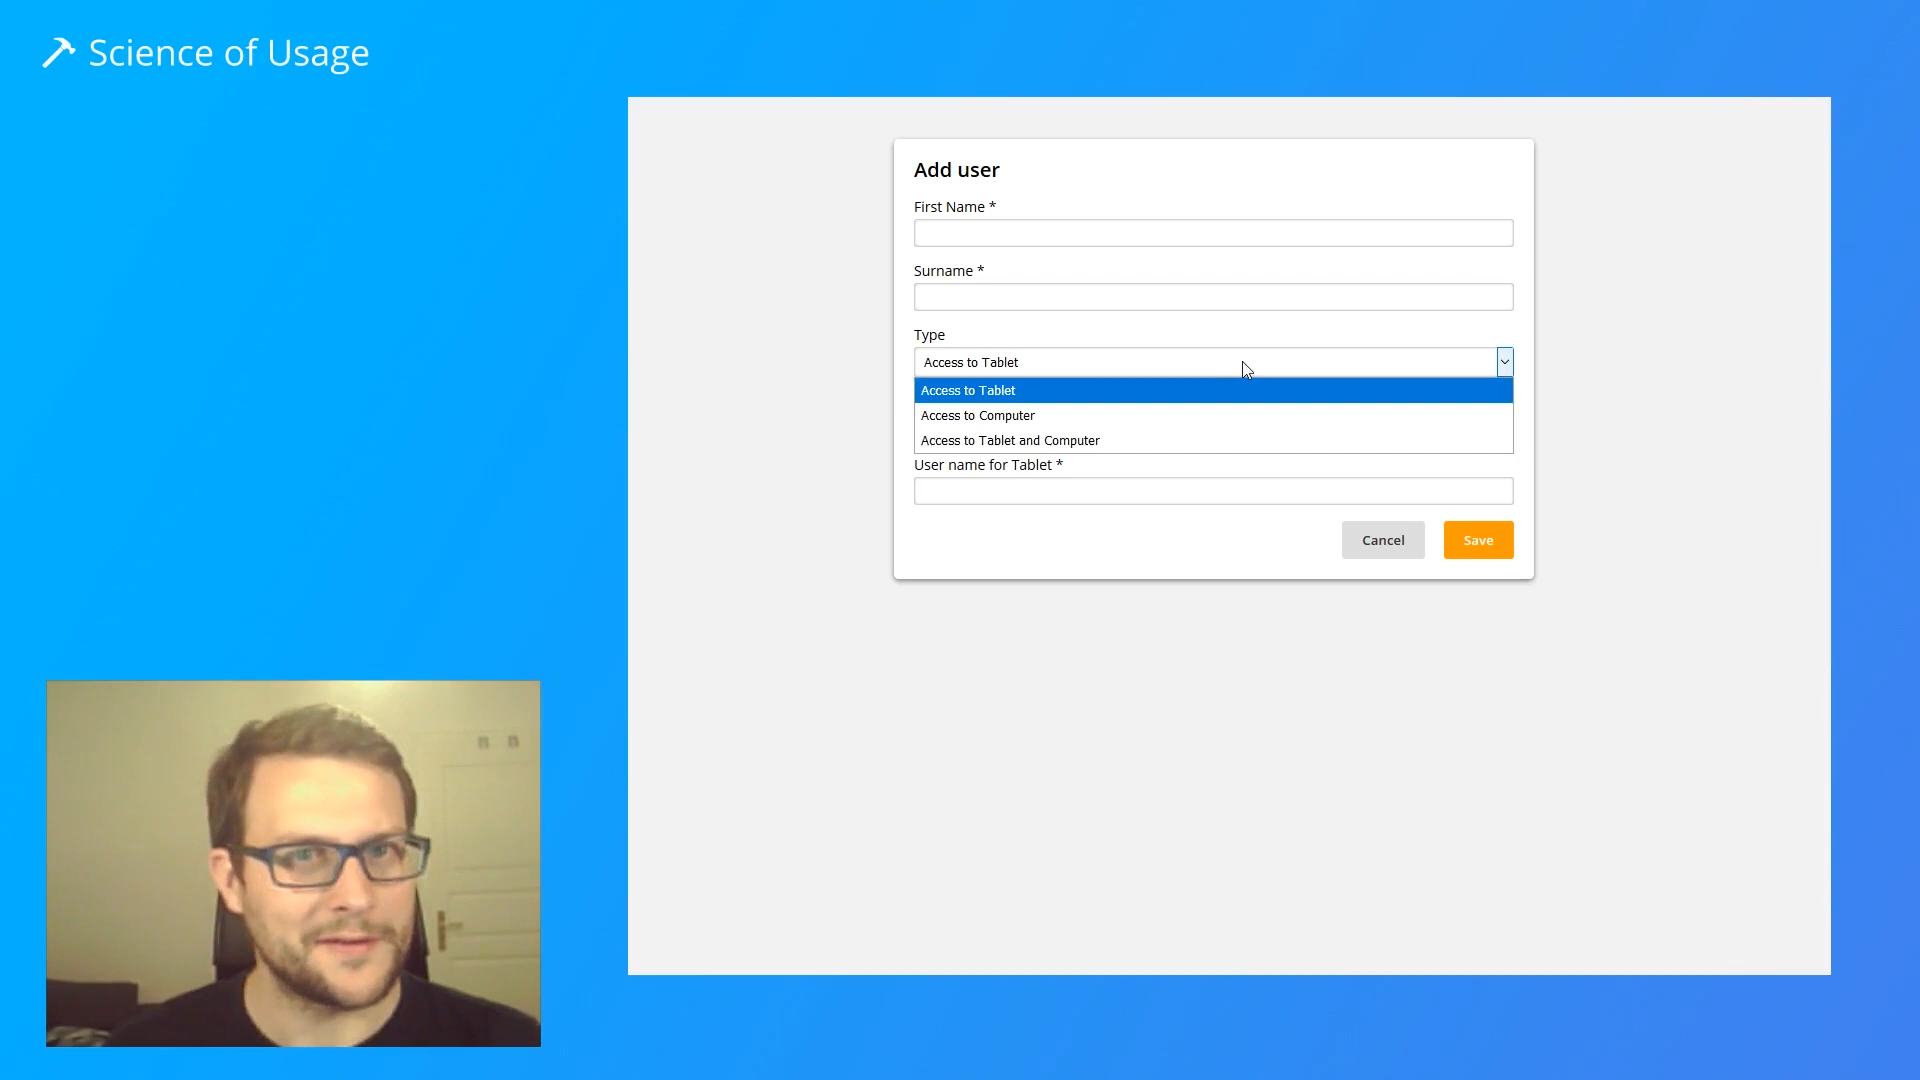 Science of Usage
Add user
First Name *
Surname *
Type
Access to Tablet
Access to Tablet
Access to Computer
Access to Tablet and Computer
User name for Tablet *
Cancel
Save